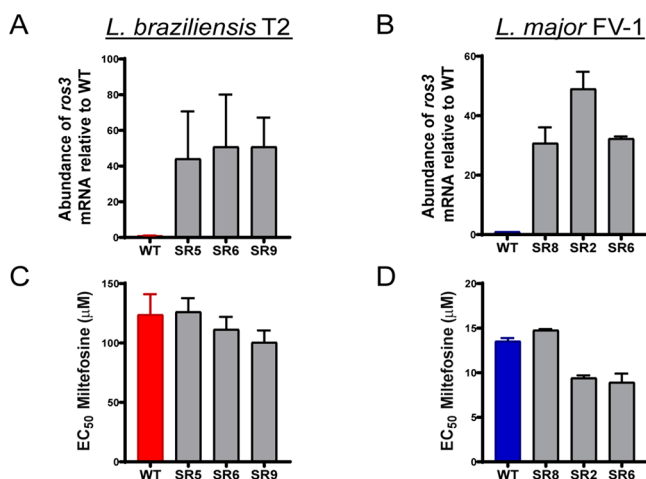 A
L. braziliensis T2
Abundance of ros3
mRNA relative to WT
100
80
60
40
20
0
WT SR5 SR6 SR9
B
L. major FV-1
Abundance of ros3
mRNA relative to WT
60
40
20
0
WT SR8 SR2 SR6
C
EC50 Miltefosine (μM)
150
100
50
0
WT SR5 SR6 SR9
D
EC50 Miltefosine (μM)
20
15
10
5
0
WT SR8 SR2 SR6